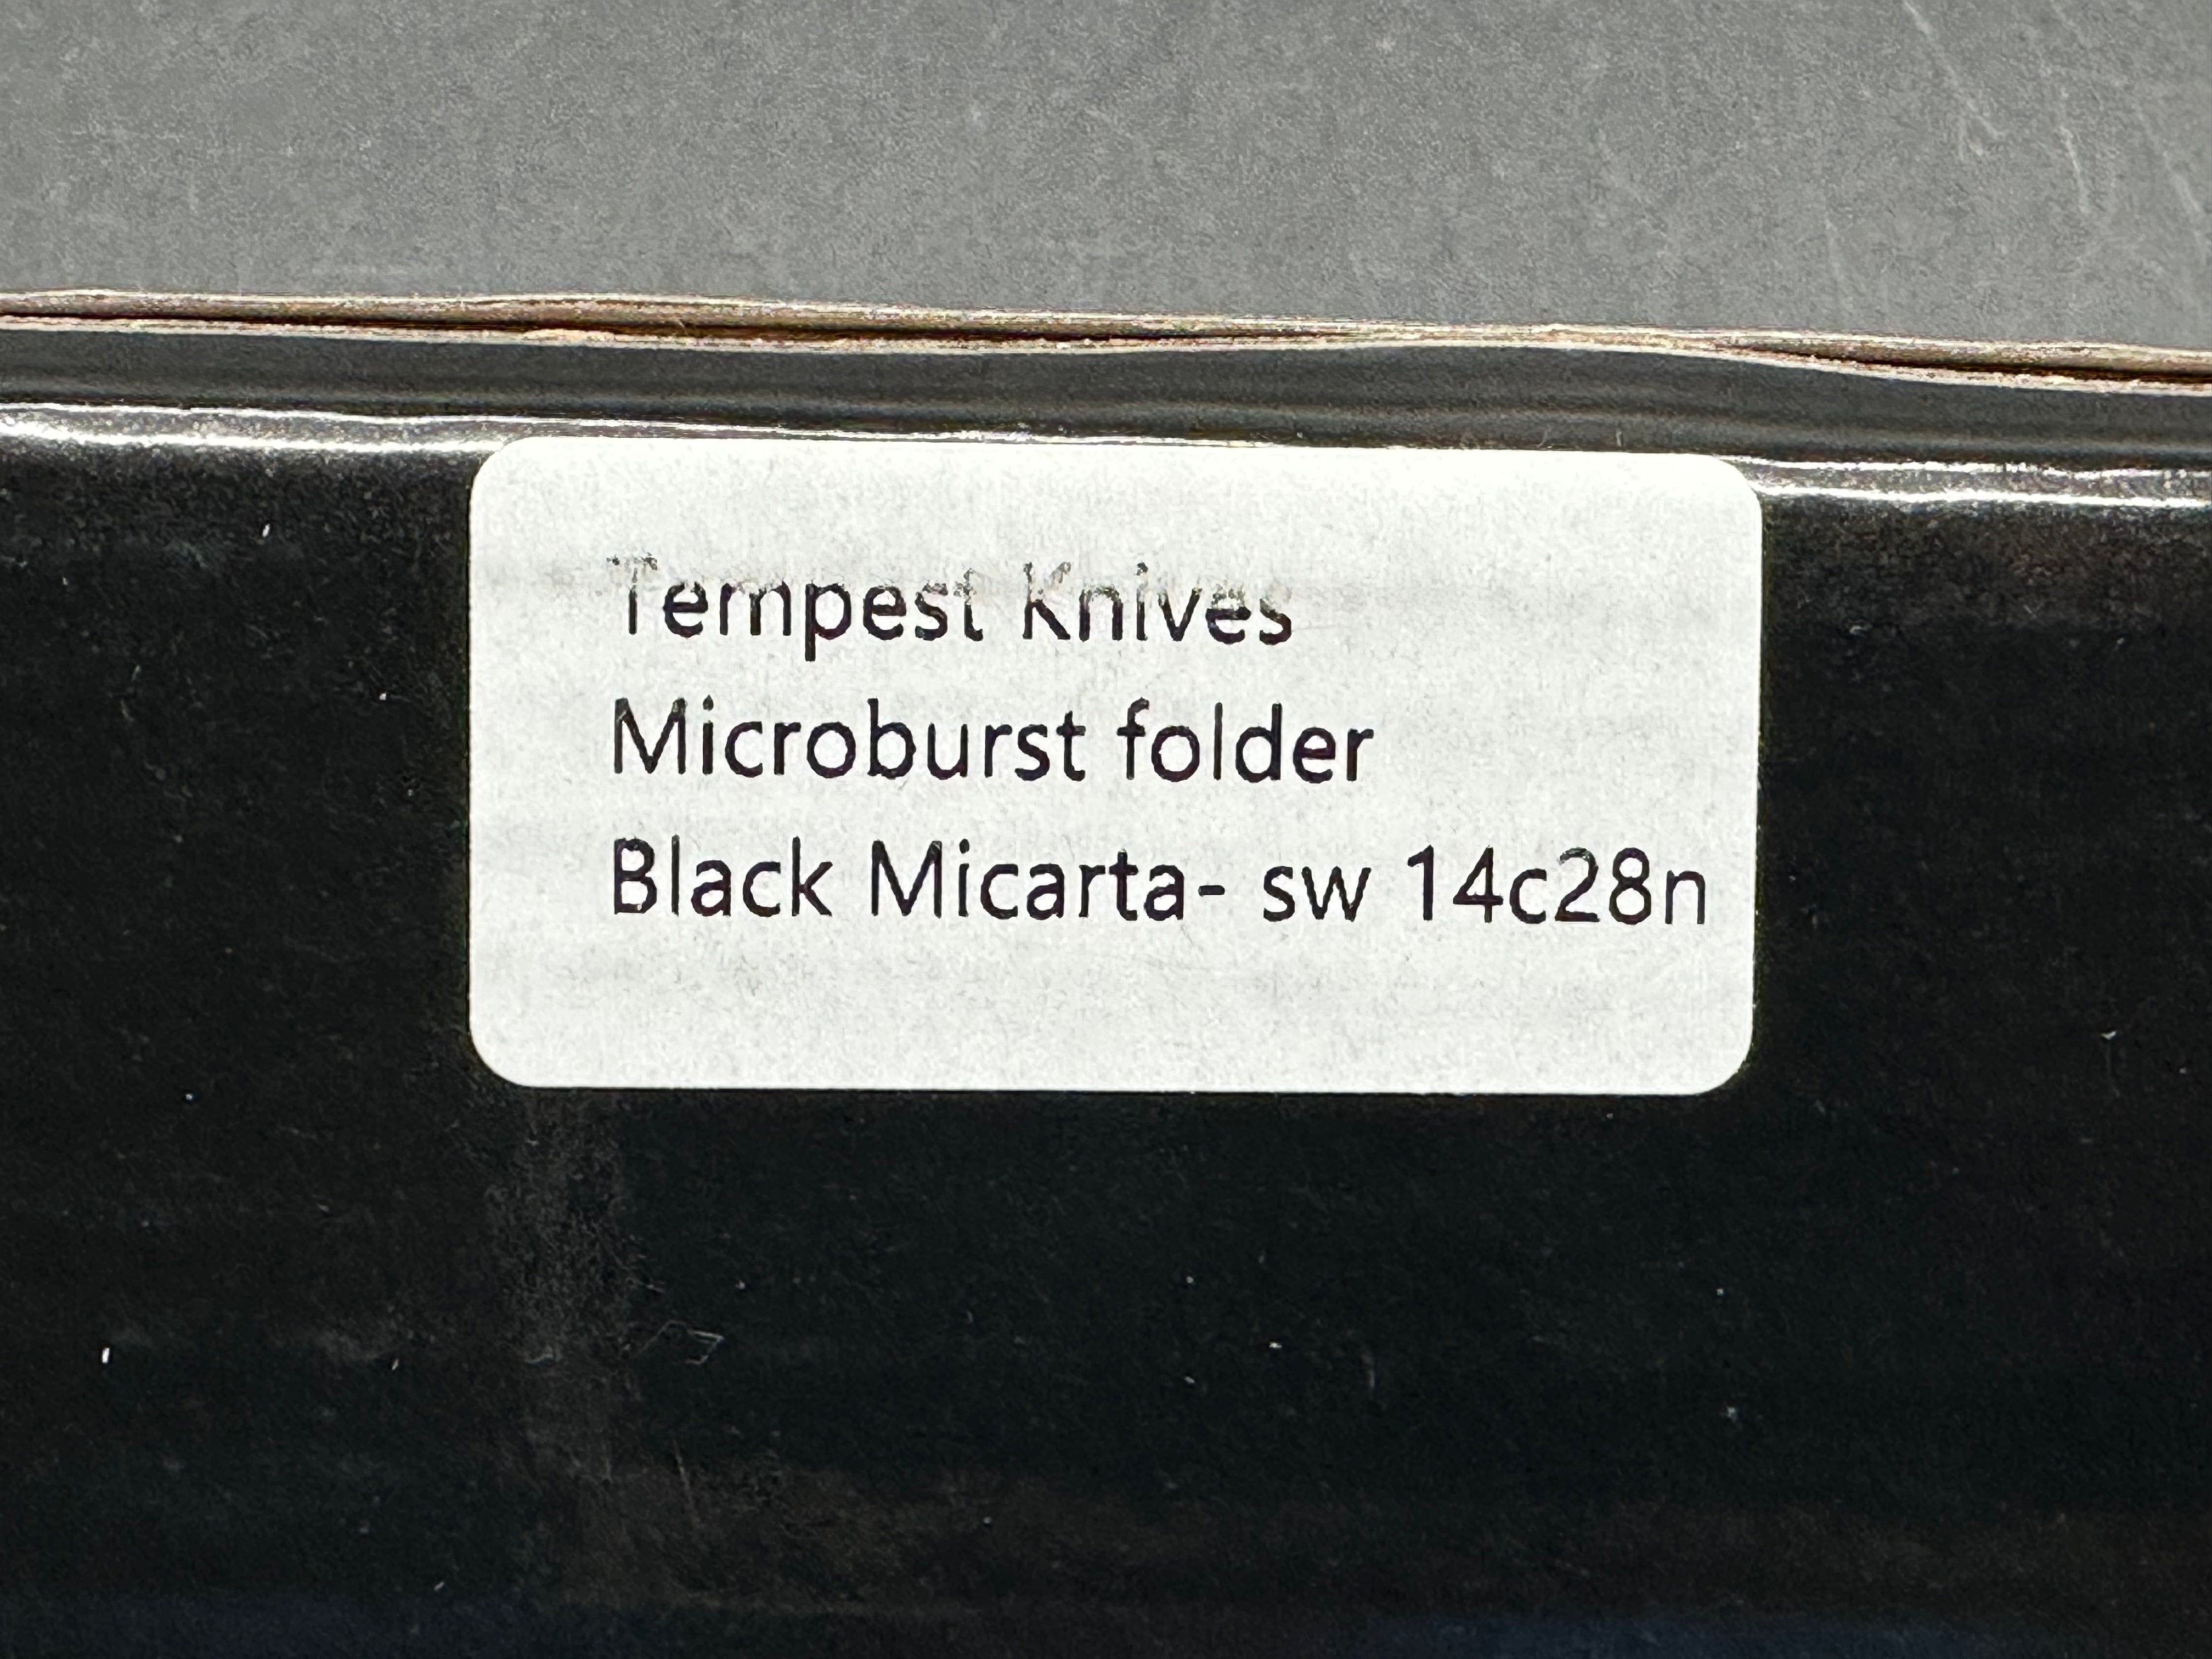 Tempest Knives
Microburst folder
Black Micarta- sw 14c28n